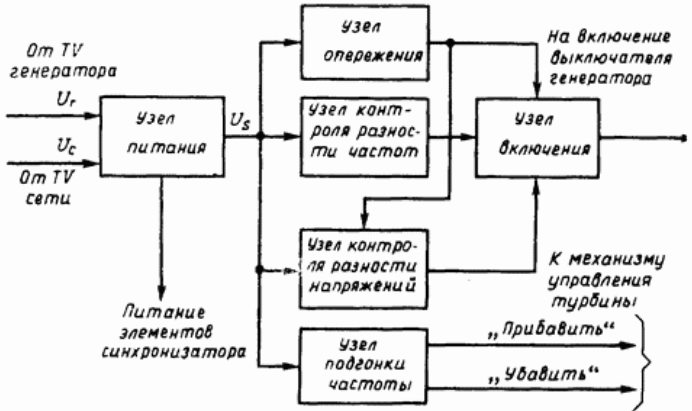 От TV
генератора
Uг
Uс
От TV
сети
Узел
питания
Us
Питание
элементов
синхронизатора
Узел
опережения
Узел конт-
роля разнос-
ти частот
Узел контро-
ля разности
напряжений
Узел
подгонки
частоты
Узел
включения
На включение
выключателя
генератора
К механизму
управления
турбины
„Прибавить“
„Убавить“